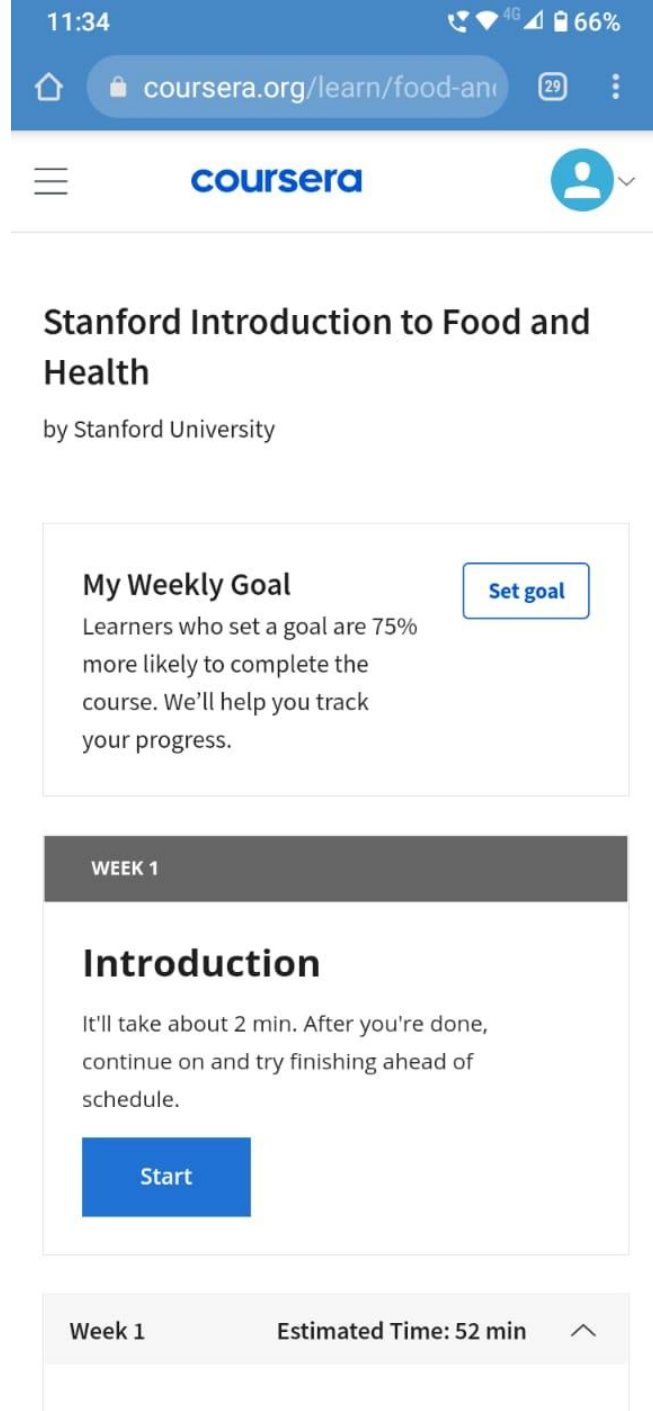 11:34
4G
66%
coursera.org/learn/food-and
29
coursera
Stanford Introduction to Food and
Health
by Stanford University
My Weekly Goal
Set goal
Learners who set a goal are 75%
more likely to complete the
course. We’ll help you track
your progress.
WEEK 1
Introduction
It'll take about 2 min. After you're done,
continue on and try finishing ahead of
schedule.
Start
Week 1
Estimated Time: 52 min